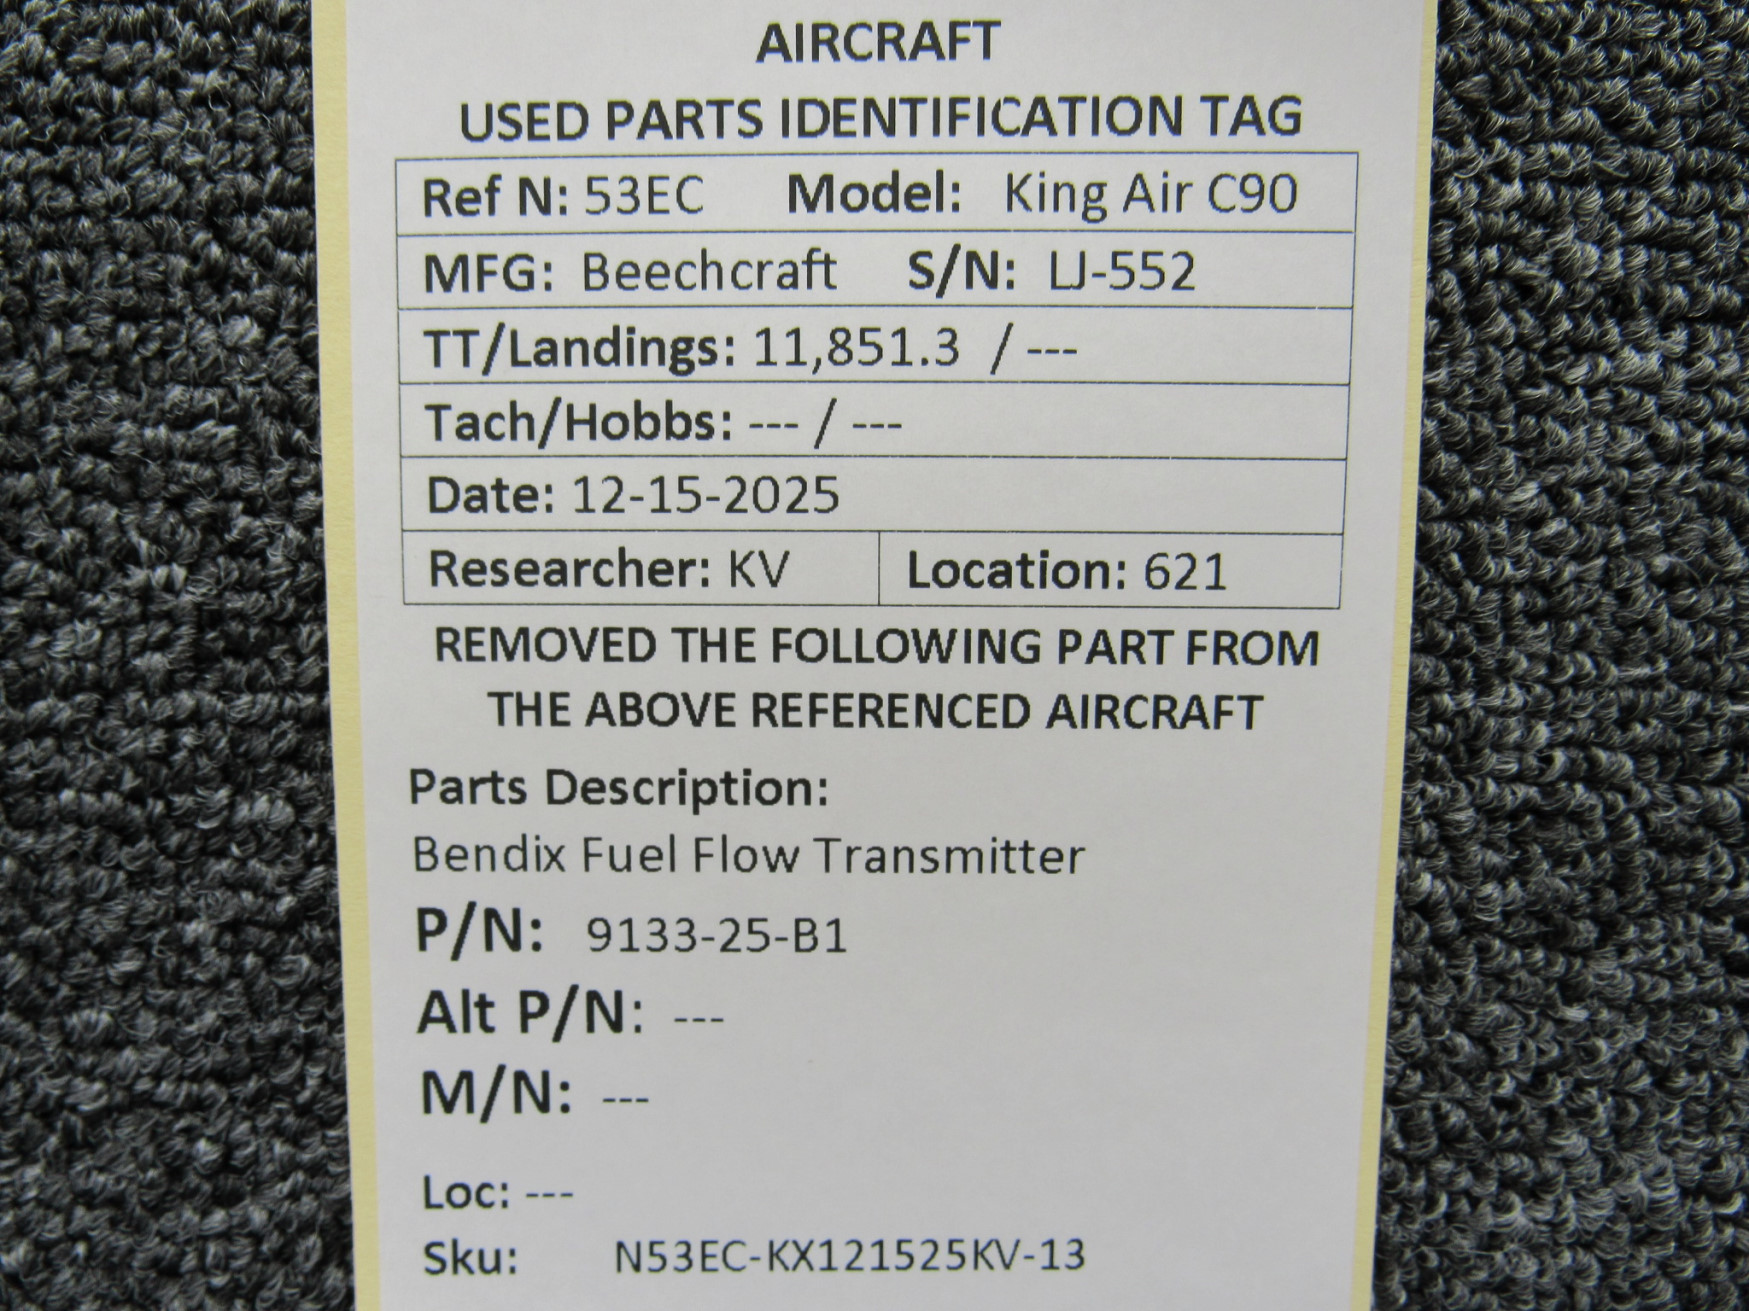 AIRCRAFT
USED PARTS IDENTIFICATION TAG
Ref N: 53EC Model: King Air C90
MFG: Beechcraft S/N: LJ-552
TT/Landings: 11,851.3 / ---
Tach/Hobbs: --- / ---
Date: 12-15-2025
Researcher: KV Location: 621
REMOVED THE FOLLOWING PART FROM
THE ABOVE REFERENCED AIRCRAFT
Parts Description:
Bendix Fuel Flow Transmitter
P/N: 9133-25-B1
Alt P/N: ---
M/N: ---
Loc: ---
Sku: N53EC-KX121525KV-13